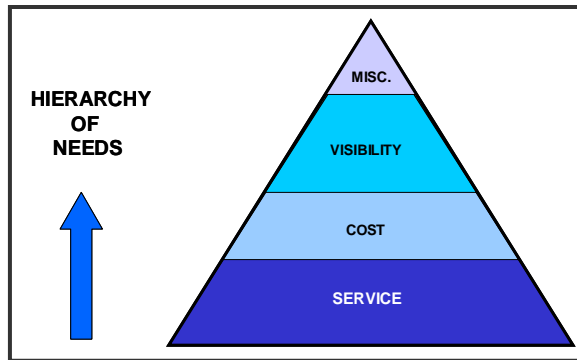 HIERARCHY
OF
NEEDS
MISC.
VISIBILITY
COST
SERVICE